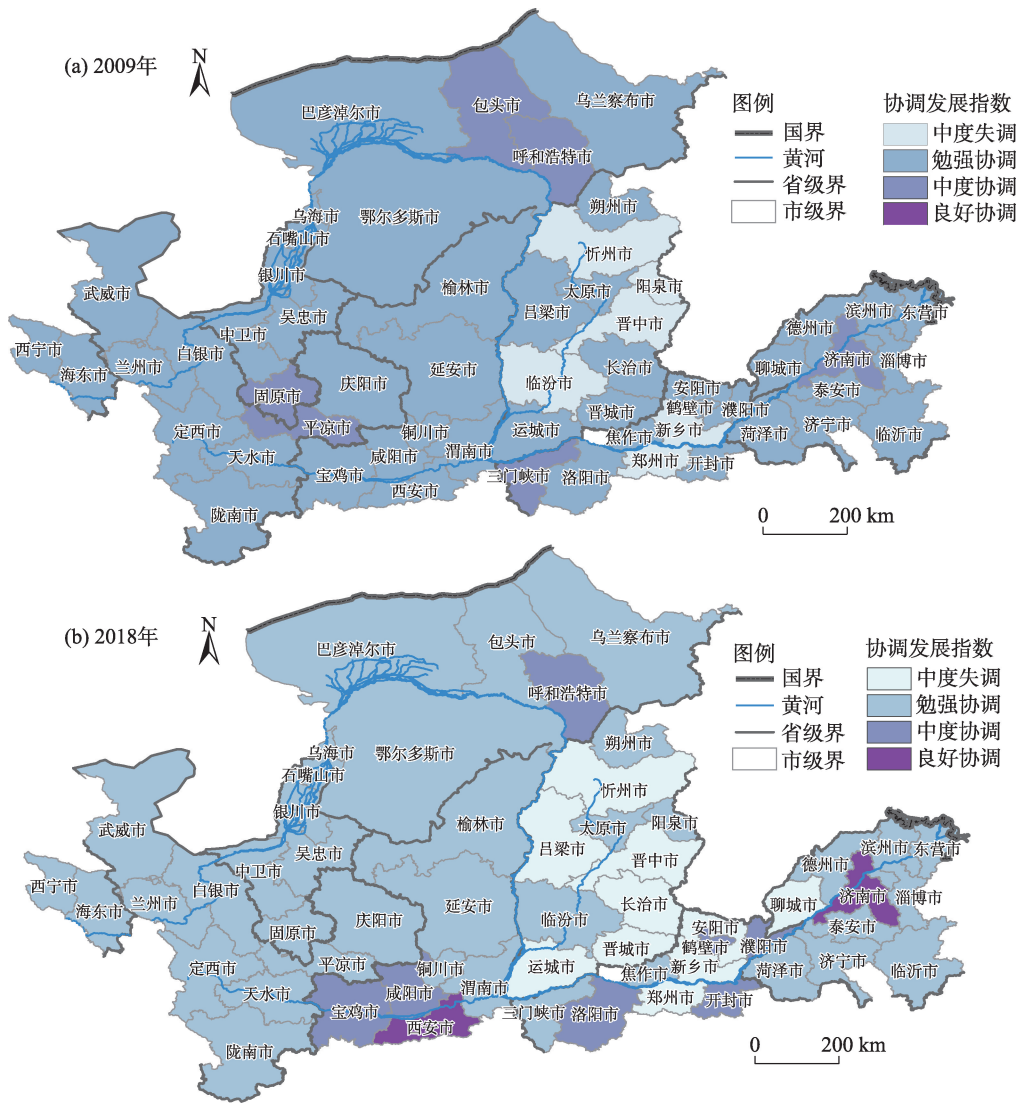 (a) 2009年
N
图例
国界
黄河
省级界
市级界
协调发展指数
中度失调
勉强协调
中度协调
良好协调
包头市
乌兰察布市
巴彦淖尔市
呼和浩特市
乌海市
鄂尔多斯市
朔州市
石嘴山市
忻州市
银川市
榆林市
太原市
阳泉市
武威市
吕梁市
吴忠市
晋中市
滨州市
东营市
中卫市
德州市
西宁市
兰州市
白银市
海东市
延安市
长治市
聊城市
济南市
淄博市
庆阳市
临汾市
安阳市
固原市
鹤壁市
濮阳市
泰安市
晋城市
平凉市
铜川市
运城市
焦作市
新乡市
菏泽市
济宁市
临沂市
定西市
天水市
咸阳市
渭南市
郑州市
开封市
宝鸡市
三门峡市
洛阳市
西安市
陇南市
0
200 km
(b) 2018年
N
图例
国界
黄河
省级界
市级界
协调发展指数
中度失调
勉强协调
中度协调
良好协调
包头市
乌兰察布市
巴彦淖尔市
呼和浩特市
乌海市
鄂尔多斯市
朔州市
石嘴山市
忻州市
银川市
榆林市
太原市
阳泉市
武威市
吕梁市
吴忠市
晋中市
滨州市
东营市
中卫市
德州市
西宁市
兰州市
白银市
海东市
延安市
长治市
聊城市
济南市
淄博市
庆阳市
临汾市
安阳市
固原市
鹤壁市
濮阳市
泰安市
晋城市
平凉市
铜川市
运城市
焦作市
新乡市
菏泽市
济宁市
临沂市
定西市
天水市
咸阳市
渭南市
郑州市
开封市
宝鸡市
三门峡市
洛阳市
西安市
陇南市
0
200 km